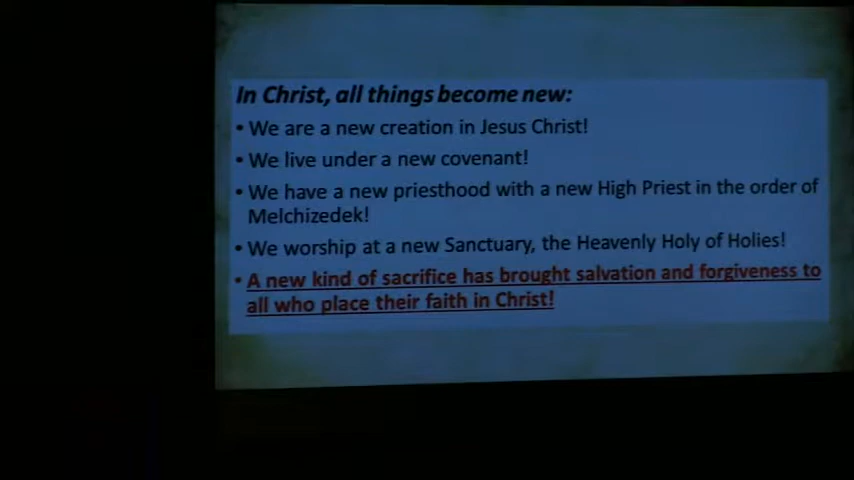 In Christ, all things become new:
• We are a new creation in Jesus Christ!
• We live under a new covenant!
• We have a new priesthood with a new High Priest in the order of
Melchizedek!
• We worship at a new Sanctuary, the Heavenly Holy of Holies!
• A new kind of sacrifice has brought salvation and forgiveness to
all who place their faith in Christ!